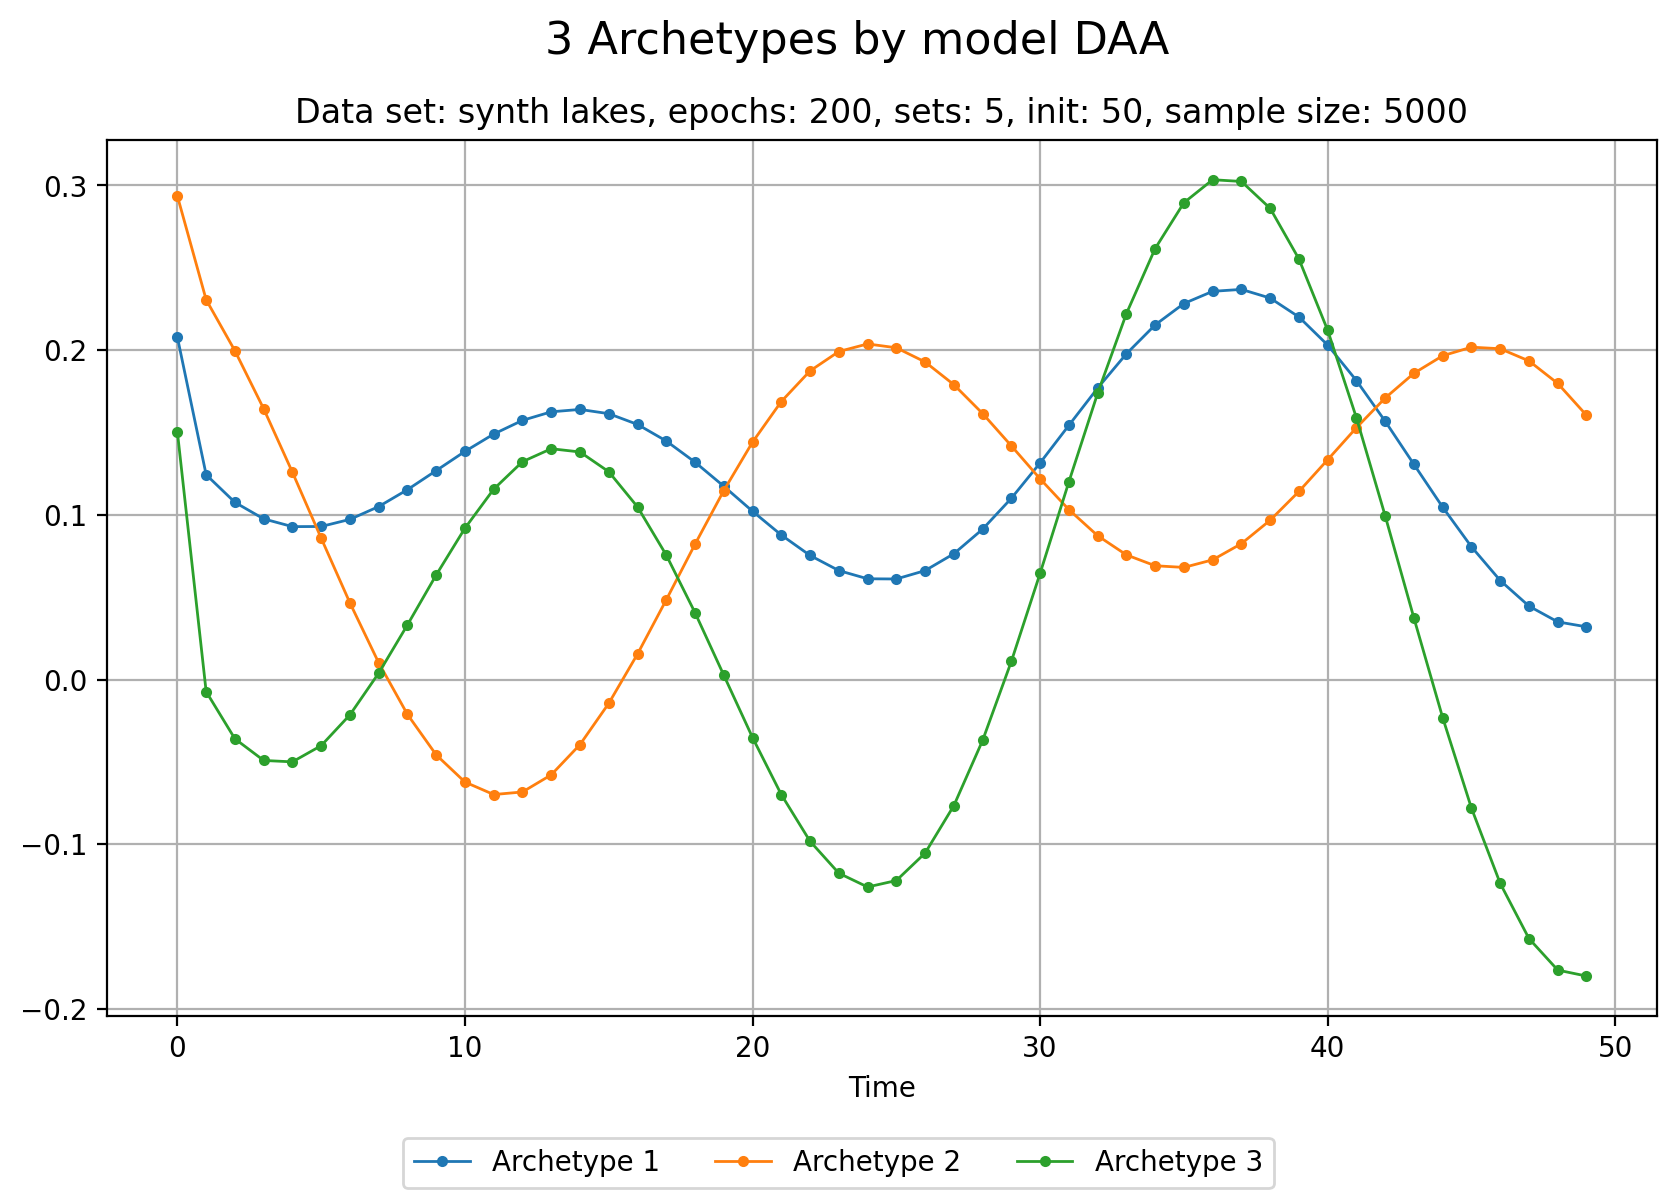 3 Archetypes by model DAA
Data set: synth lakes, epochs: 200, sets: 5, init: 50, sample size: 5000
0.3
0.2
0.1
0.0
−0.1
−0.2
0 10 20 30 40 50
Time
Archetype 1 Archetype 2 Archetype 3